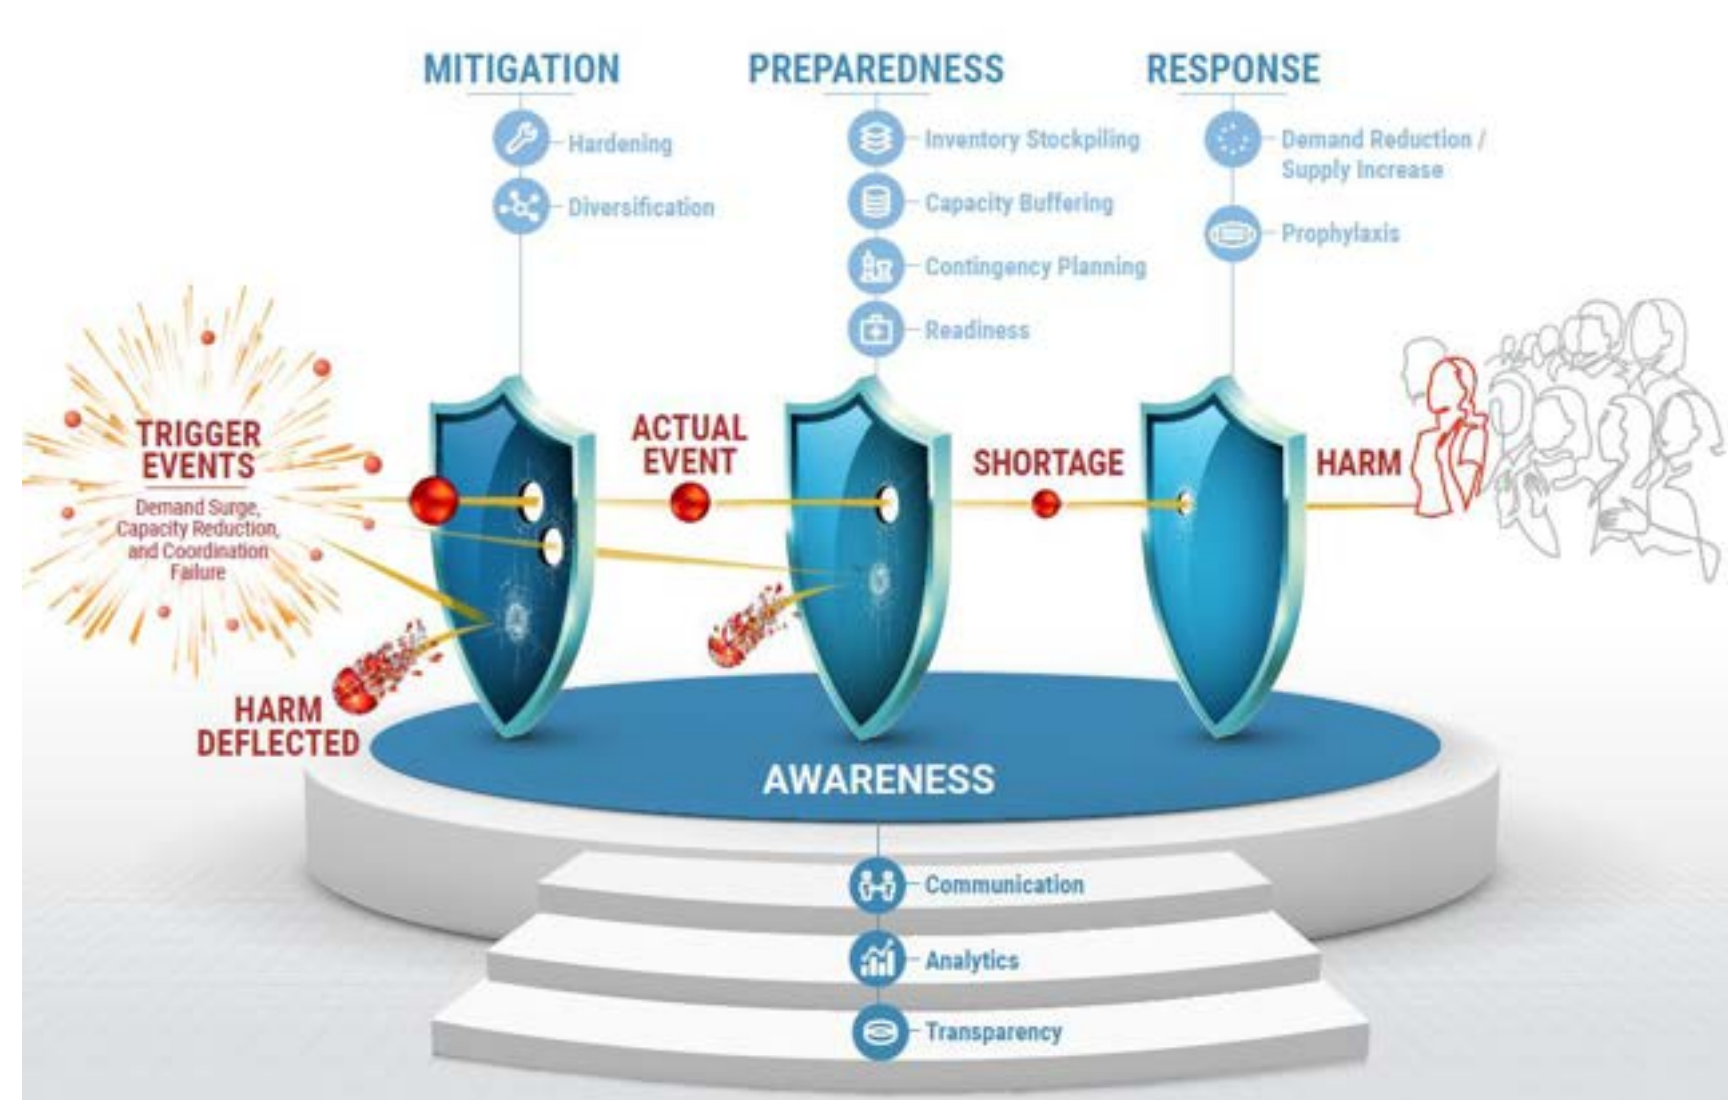 MITIGATION
Hardening
Diversification
PREPAREDNESS
Inventory Stockpiling
Capacity Buffering
Contingency Planning
Readiness
RESPONSE
Demand Reduction /
Supply Increase
Prophylaxis
TRIGGER
EVENTS
Demand Surge,
Capacity Reduction,
and Coordination
Failure
ACTUAL
EVENT
SHORTAGE
HARM
HARM
DEFLECTED
AWARENESS
Communication
Analytics
Transparency